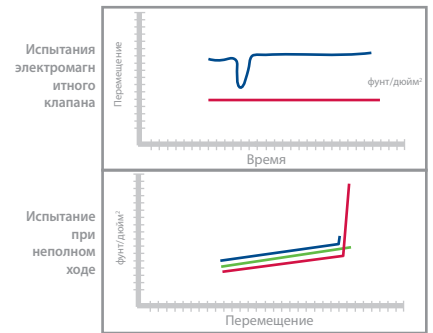 Испытания
электромагн
итного
клапана
Перемещение
фунт/дюйм²
Время
Испытание
при
неполном
ходе
фунт/дюйм²
Перемещение